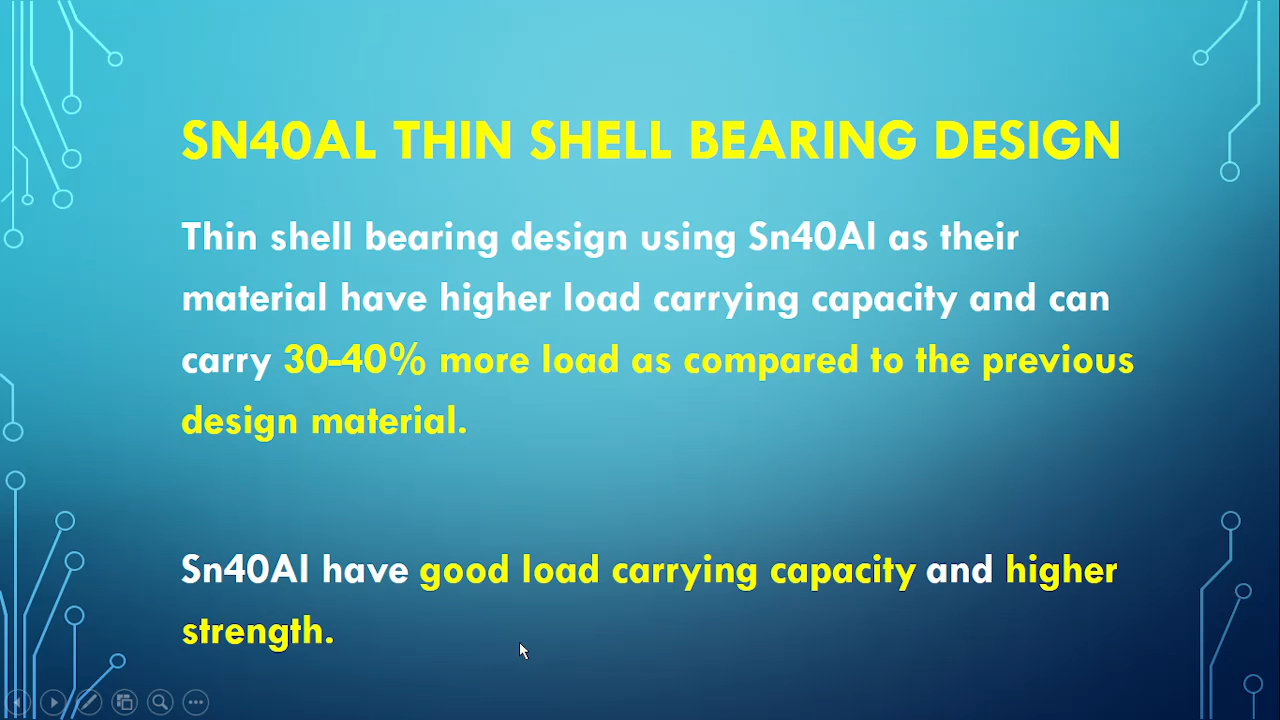 SN40AL THIN SHELL BEARING DESIGN
Thin shell bearing design using Sn40Al as their
material have higher load carrying capacity and can
carry 30-40% more load as compared to the previous
design material.
Sn40Al have good load carrying capacity and higher
strength.